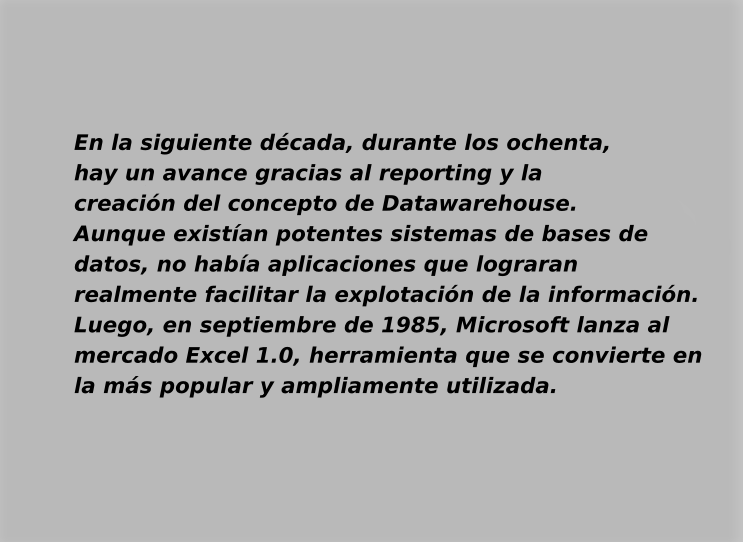 En la siguiente década, durante los ochenta,
hay un avance gracias al reporting y la
creación del concepto de Datawarehouse.
Aunque existían potentes sistemas de bases de
datos, no había aplicaciones que lograran
realmente facilitar la explotación de la información.
Luego, en septiembre de 1985, Microsoft lanza al
mercado Excel 1.0, herramienta que se convierte en
la más popular y ampliamente utilizada.